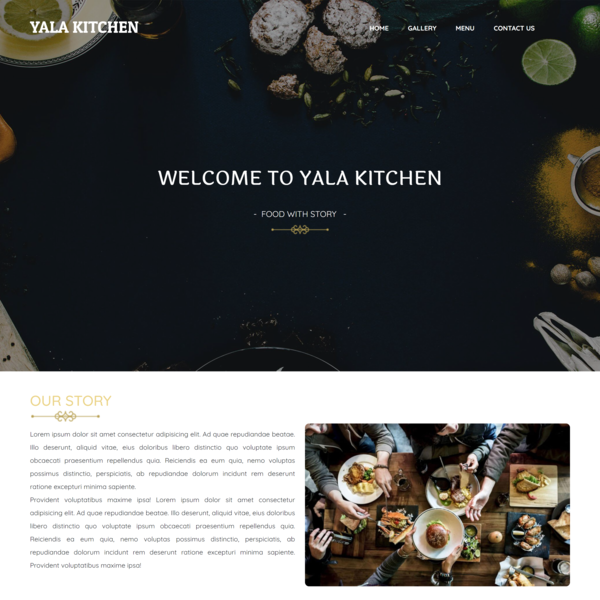 YALA KITCHEN
HOME GALLERY MENU CONTACT US
WELCOME TO YALA KITCHEN
- FOOD WITH STORY -
OUR STORY
Lorem ipsum dolor sit amet consectetur adipisicing elit. Ad quae repudiandae beatae.
Illo deserunt, aliquid vitae, eius doloribus libero distinctio quo voluptate ipsum
obcaecati praesentium repellendus quas. Reiciendis ea eum quia, nemo voluptas
possimus distinctio, perspiciatis, ab repudiandae dolorum incidunt rem deserunt
ratione excepturi minima sapiente.
Provident voluptatibus maxime ipsa! Lorem ipsum dolor sit amet consectetur
adipisicing elit. Ad quae repudiandae beatae. Illo deserunt, aliquid vitae, eius doloribus
libero distinctio quo voluptate ipsum obcaecati praesentium repellendus quas.
Reiciendis ea eum quia, nemo voluptas possimus distinctio, perspiciatis, ab
repudiandae dolorum incidunt rem deserunt ratione excepturi minima sapiente.
Provident voluptatibus maxime ipsa!